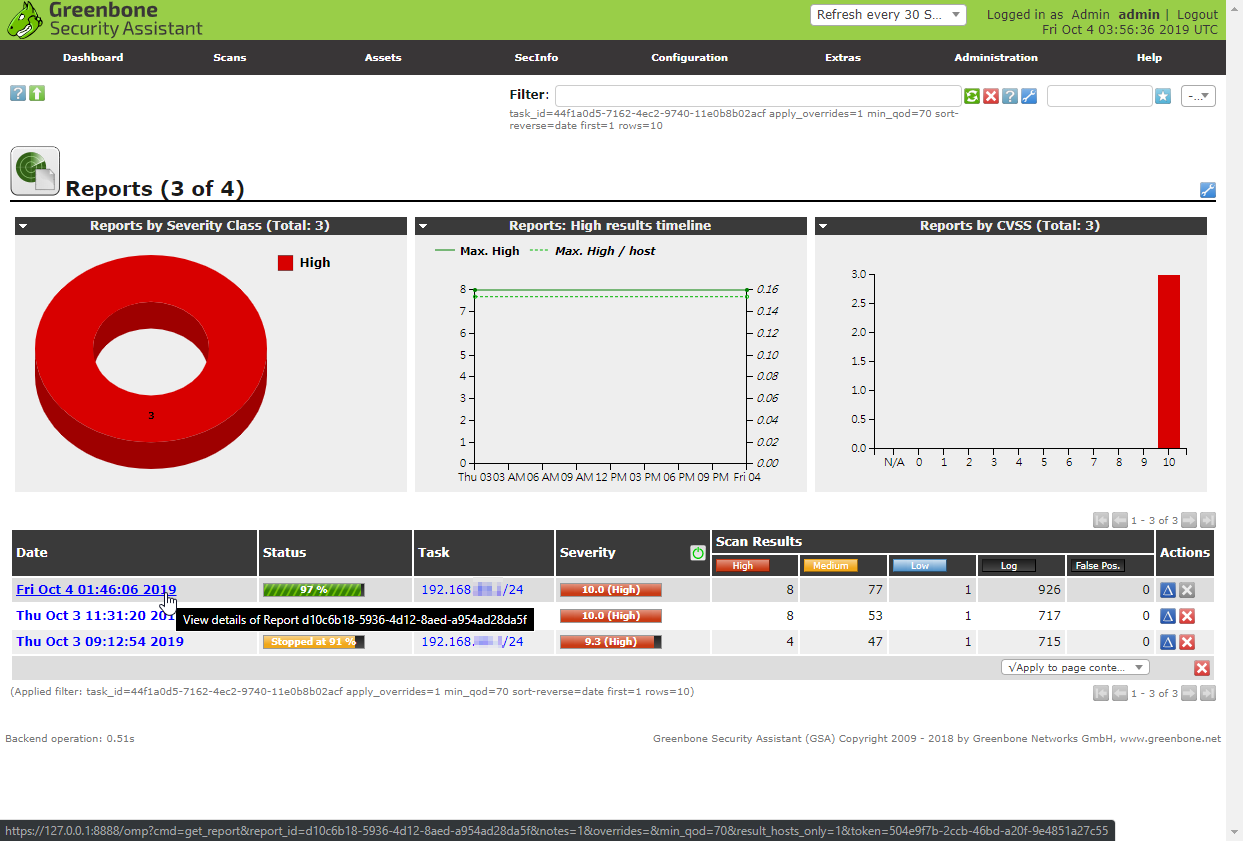 Greenbone
Security Assistant
Refresh every 30 S...
Logged in as Admin admin | Logout
Fri Oct 4 03:56:36 2019 UTC
Dashboard Scans Assets SecInfo Configuration Extras Administration Help
Filter:
-...
task_id=44f1a0d5-7162-4ec2-9740-11e0b8b02acf apply_overrides=1 min_qod=70 sort-
reverse=date first=1 rows=10
Reports (3 of 4)
Reports by Severity Class (Total: 3)
High
3
Reports: High results timeline
Max. High Max. High / host
8 0.16
7 0.14
6 0.12
5 0.10
4 0.08
3 0.06
2 0.04
1 0.02
0 0.00
Thu 03 03 AM 06 AM 09 AM 12 PM 03 PM 06 PM 09 PM Fri 04
Reports by CVSS (Total: 3)
3.0
2.5
2.0
1.5
1.0
0.5
0.0
N/A 0 1 2 3 4 5 6 7 8 9 10
1 - 3 of 3
Date Status Task Severity Scan Results Actions
High Medium Low Log False Pos.
Fri Oct 4 01:46:06 2019 97 % 192.168. /24 10.0 (High) 8 77 1 926 0
Thu Oct 3 11:31:20 10.0 (High) 8 53 1 717 0
View details of Report d10c6b18-5936-4d12-8aed-a954ad28da5f
Thu Oct 3 09:12:54 2019 Stopped at 91 % 192.168. /24 9.3 (High) 4 47 1 715 0
√Apply to page conte...
(Applied filter: task_id=44f1a0d5-7162-4ec2-9740-11e0b8b02acf apply_overrides=1 min_qod=70 sort-reverse=date first=1 rows=10)
1 - 3 of 3
Backend operation: 0.51s
Greenbone Security Assistant (GSA) Copyright 2009 - 2018 by Greenbone Networks GmbH, www.greenbone.net
https://127.0.0.1:8888/omp?cmd=get_report&report_id=d10c6b18-5936-4d12-8aed-a954ad28da5f&notes=1&overrides=&min_qod=70&result_hosts_only=1&token=504e9f7b-2ccb-46bd-a20f-9e4851a27c55